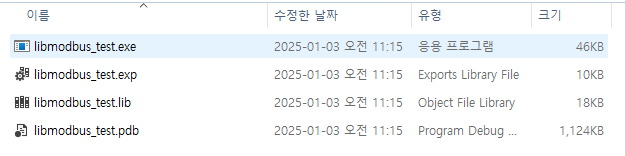 이름 수정한 날짜 유형 크기
libmodbus_test.exe 2025-01-03 오전 11:15 응용 프로그램 46KB
libmodbus_test.exp 2025-01-03 오전 11:15 Exports Library File 10KB
libmodbus_test.lib 2025-01-03 오전 11:15 Object File Library 18KB
libmodbus_test.pdb 2025-01-03 오전 11:15 Program Debug ... 1,124KB